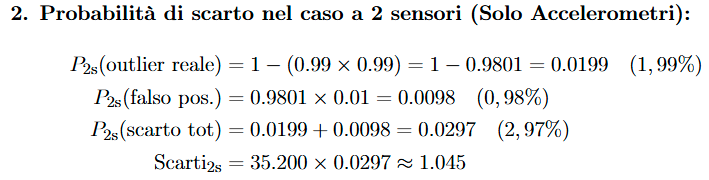 2. Probabilità di scarto nel caso a 2 sensori (Solo Accelerometri):
P₂ₛ(outlier reale) = 1 − (0.99 × 0.99) = 1 − 0.9801 = 0.0199 (1, 99%)
P₂ₛ(falso pos.) = 0.9801 × 0.01 = 0.0098 (0, 98%)
P₂ₛ(scarto tot) = 0.0199 + 0.0098 = 0.0297 (2, 97%)
Scarti₂ₛ = 35.200 × 0.0297 ≈ 1.045